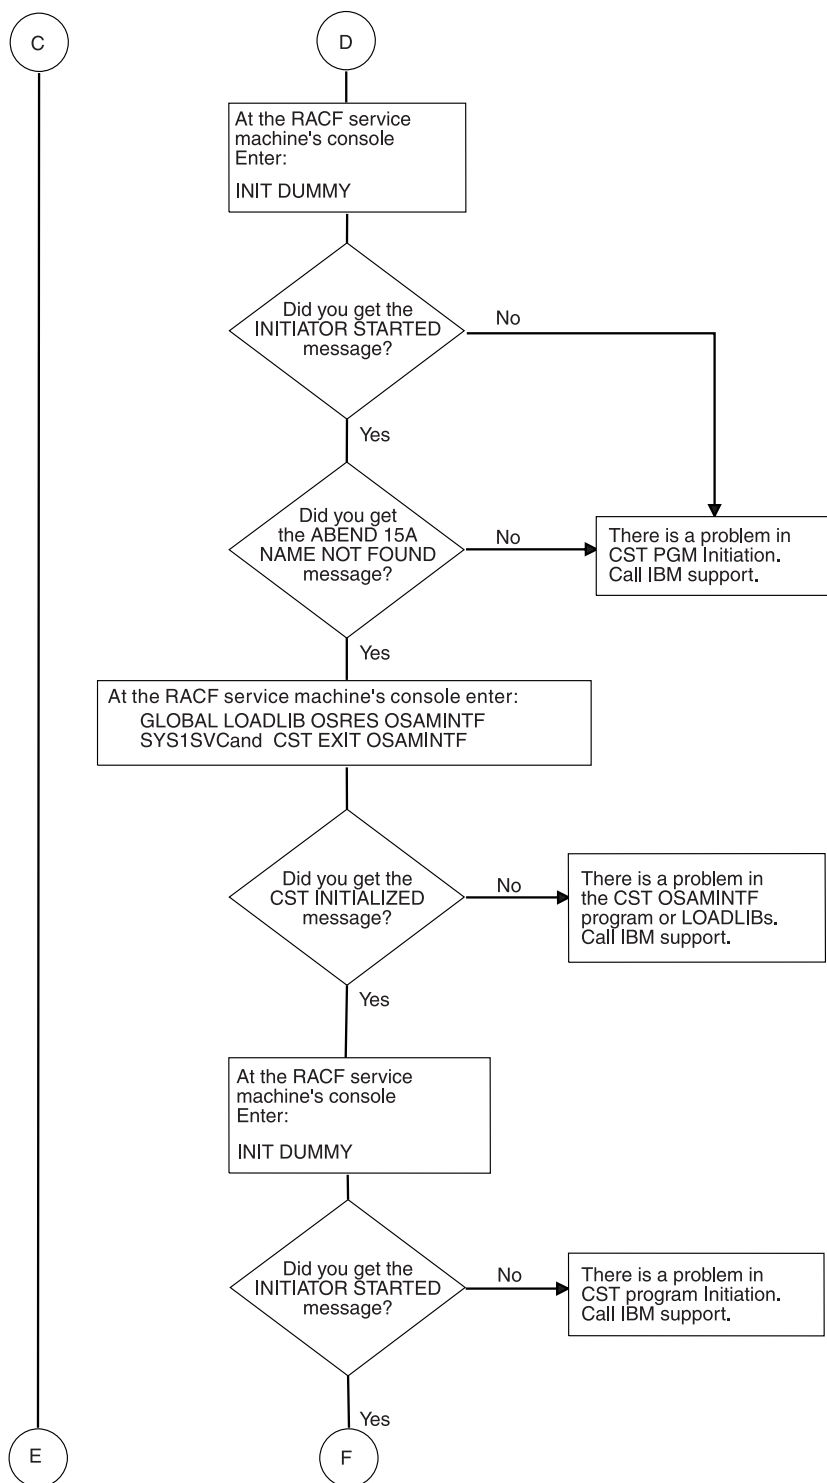 C
D
At the RACF service
machine's console
Enter:
INIT DUMMY
Did you get the
INITIATOR STARTED
message?
No
Yes
Did you get
the ABEND 15A
NAME NOT FOUND
message?
No
There is a problem in
CST PGM Initiation.
Call IBM support.
Yes
At the RACF service machine's console enter:
GLOBAL LOADLIB OSRES OSAMINTF
SYS1SVCand CST EXIT OSAMINTF
Did you get the
CST INITIALIZED
message?
No
There is a problem in
the CST OSAMINTF
program or LOADLIBs.
Call IBM support.
Yes
At the RACF service
machine's console
Enter:
INIT DUMMY
Did you get the
INITIATOR STARTED
message?
No
There is a problem in
CST program Initiation.
Call IBM support.
Yes
E
F